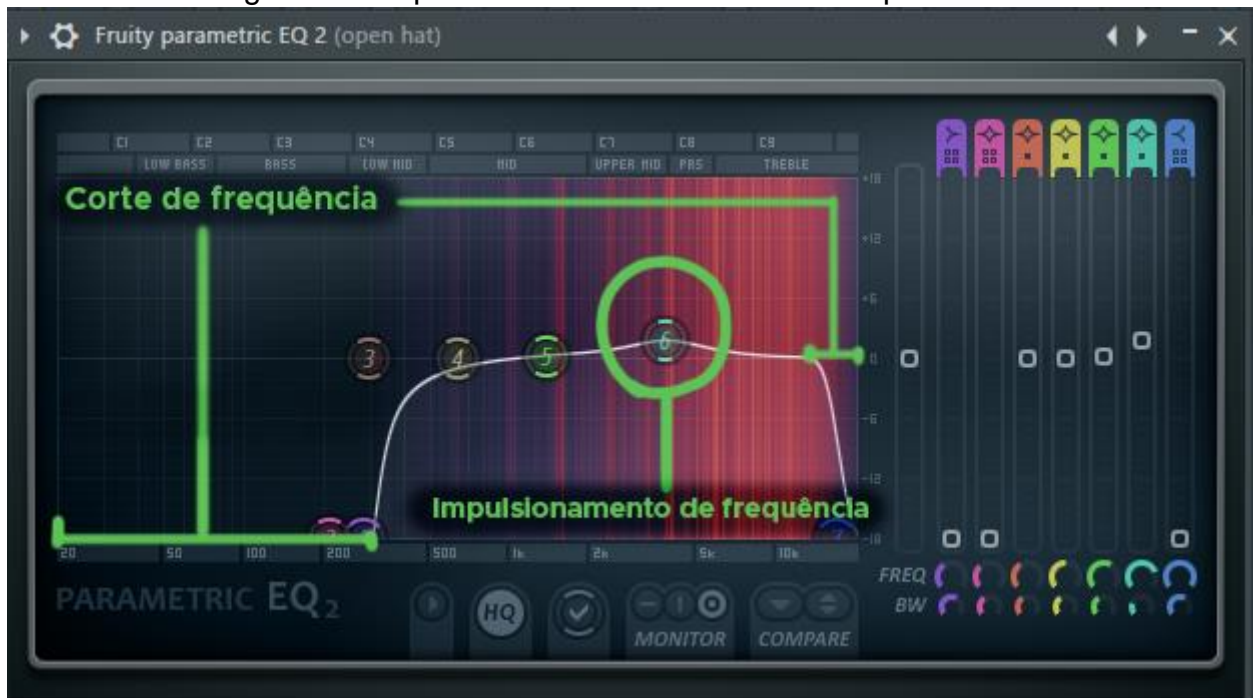 Fruity parametric EQ 2 (open hat)
C1 C2 C3 C4 C5 C6 C7 C8 C9
LOW BASS BASS LOW MID MID UPPER MID PRS TREBLE
Corte de frequência
+18
+12
+6
3 4 5 6
0
-6
-12
Impulsionamento de frequência
-18
20 50 100 200 500 1k 2k 5k 10k
FREQ
BW
PARAMETRIC EQ2
HQ
MONITOR COMPARE